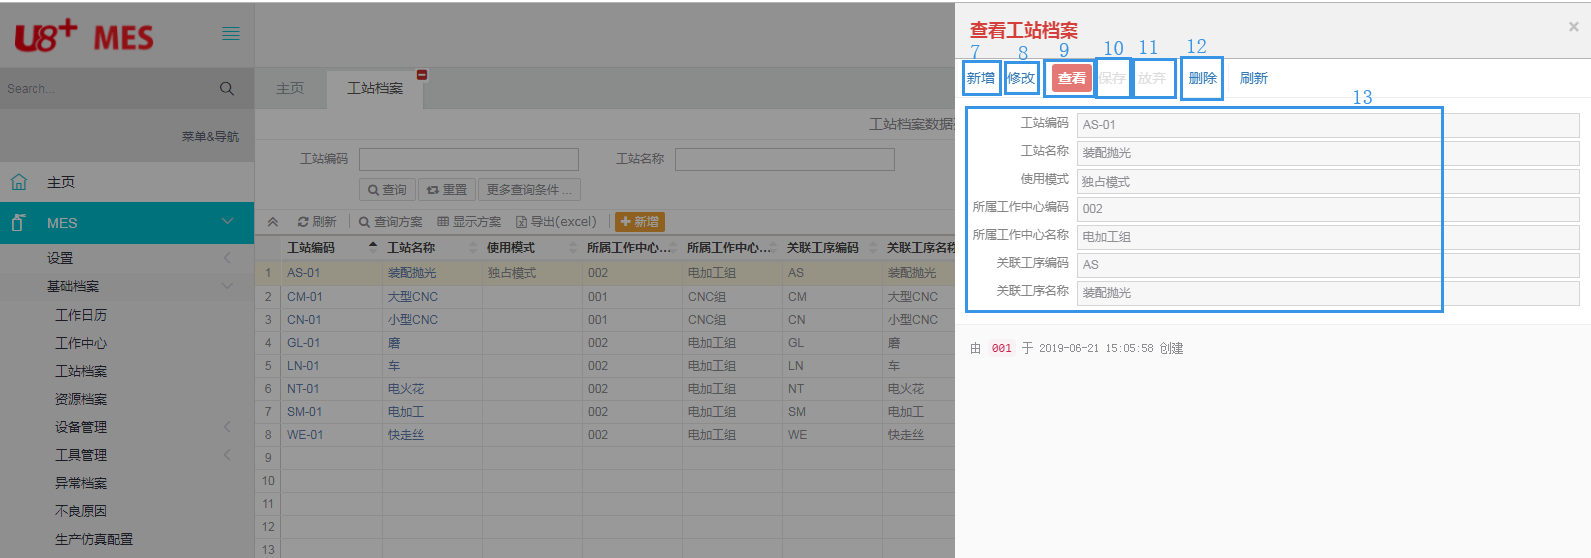 U8+ MES
Search...
菜单&导航
主页
MES
设置
基础档案
工作日历
工作中心
工站档案
资源档案
设备管理
工具管理
异常档案
不良原因
生产仿真配置
主页 工站档案
工站档案数据
工站编码 工站名称
查询 重置 更多查询条件 ...
刷新 查询方案 显示方案 导出(excel) 新增
工站编码 工站名称 使用模式 所属工作中心... 所属工作中心... 关联工序编码 关联工序名称
1 AS-01 装配抛光 独占模式 002 电加工组 AS 装配抛光
2 CM-01 大型CNC 001 CNC组 CM 大型CNC
3 CN-01 小型CNC 001 CNC组 CN 小型CNC
4 GL-01 磨 002 电加工组 GL 磨
5 LN-01 车 002 电加工组 LN 车
6 NT-01 电火花 002 电加工组 NT 电火花
7 SM-01 电加工 002 电加工组 SM 电加工
8 WE-01 快走丝 002 电加工组 WE 快走丝
9
10
11
12
13
查看工站档案 ×
7 8 9 10 11 12
新增 修改 查看 保存 放弃 删除 刷新
13
工站编码 AS-01
工站名称 装配抛光
使用模式 独占模式
所属工作中心编码 002
所属工作中心名称 电加工组
关联工序编码 AS
关联工序名称 装配抛光
由 001 于 2019-06-21 15:05:58 创建